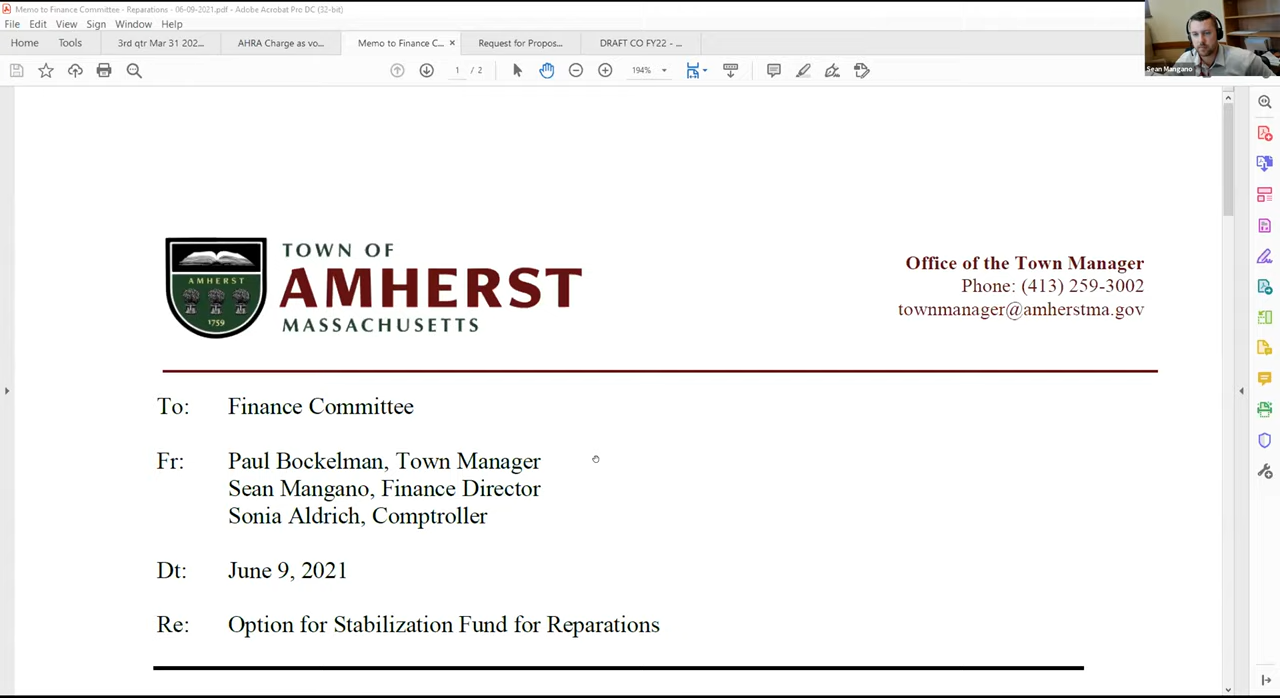 Memo to Finance Committee - Reparations - 06-09-2021.pdf - Adobe Acrobat Pro DC (32-bit)
File Edit View Sign Window Help
Home Tools 3rd qtr Mar 31 202... AHRA Charge as vo... Memo to Finance C... × Request for Propos... DRAFT CO FY22 - ...
1 / 2 194%
Sean Mangano
TOWN OF
AMHERST
MASSACHUSETTS
AMHERST
1759
Office of the Town Manager
Phone: (413) 259-3002
townmanager@amherstma.gov
To: Finance Committee
Fr: Paul Bockelman, Town Manager
Sean Mangano, Finance Director
Sonia Aldrich, Comptroller
Dt: June 9, 2021
Re: Option for Stabilization Fund for Reparations